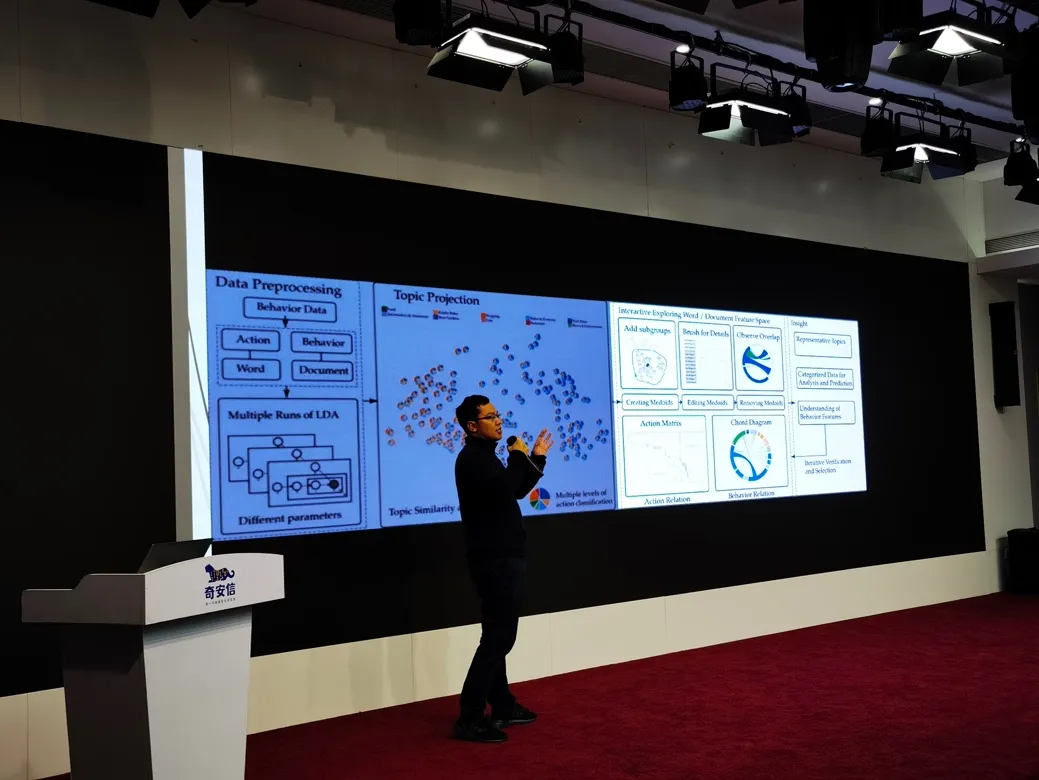 Data Preprocessing
Behavior Data
Action
Behavior
Word
Document
Multiple Runs of LDA
Different parameters
Topic Projection
Topic Similarity
Multiple levels of
action classification
Interactive Exploring Word / Document Feature Space
Add subgroups
Brush for Details
Observe Overlap
Creating Medoids
Editing Medoids
Removing Medoids
Action Matrix
Chord Diagram
Action Relation
Behavior Relation
Insight
Representative Topics
Categorized Data for
Analysis and Prediction
Understanding of
Behavior Features
Iterative Verification
and Selection
奇安信